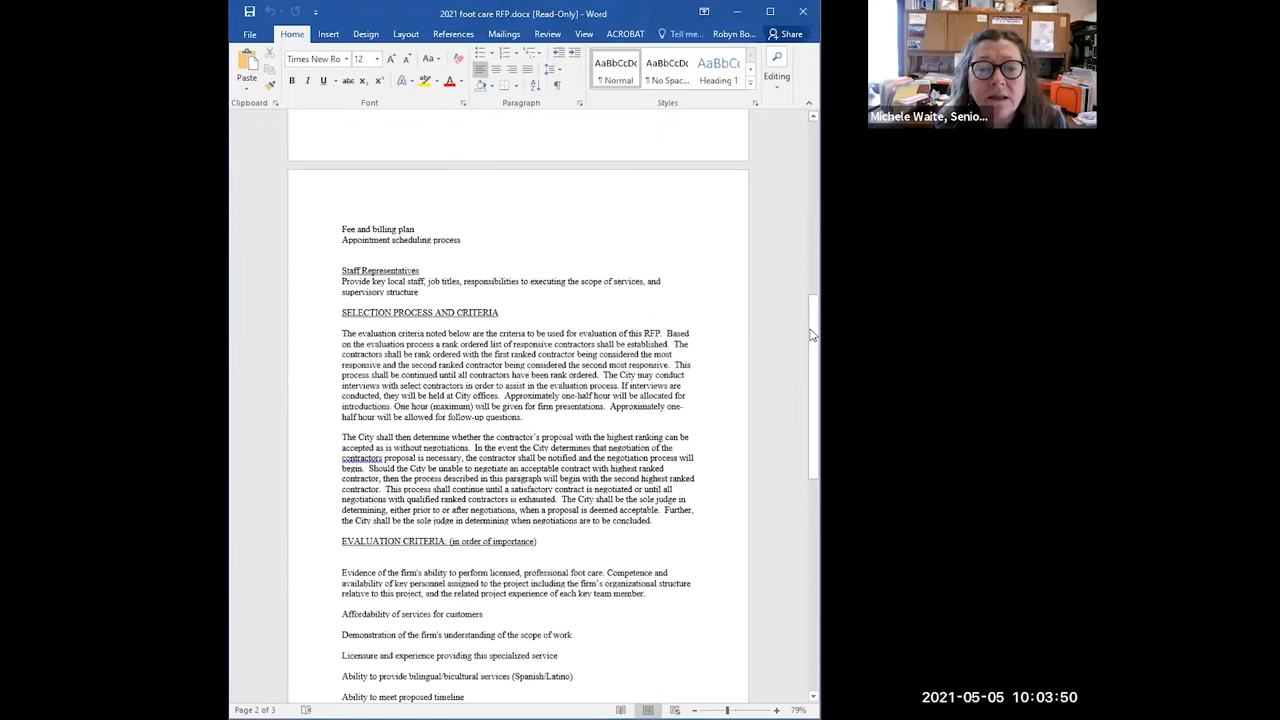 2021 foot care RFP.docx [Read-Only] - Word
File Home Insert Design Layout References Mailings Review View ACROBAT Tell me... Robyn Bo... Share
Times New Ro 12
Paste
AaBbCcDc AaBbCcDc AaBbCc
¶ Normal ¶ No Spac... Heading 1
Editing
Clipboard Font Paragraph Styles
Michele Waite, Senio...
Fee and billing plan
Appointment scheduling process
Staff Representatives
Provide key local staff, job titles, responsibilities to executing the scope of services, and
supervisory structure
SELECTION PROCESS AND CRITERIA
The evaluation criteria noted below are the criteria to be used for evaluation of this RFP. Based
on the evaluation process a rank ordered list of responsive contractors shall be established. The
contractors shall be rank ordered with the first ranked contractor being considered the most
responsive and the second ranked contractor being considered the second most responsive. This
process shall be continued until all contractors have been rank ordered. The City may conduct
interviews with select contractors in order to assist in the evaluation process. If interviews are
conducted, they will be held at City offices. Approximately one-half hour will be allocated for
introductions. One hour (maximum) will be given for firm presentations. Approximately one-
half hour will be allowed for follow-up questions.
The City shall then determine whether the contractor's proposal with the highest ranking can be
accepted as is without negotiations. In the event the City determines that negotiation of the
contractors proposal is necessary, the contractor shall be notified and the negotiation process will
begin. Should the City be unable to negotiate an acceptable contract with highest ranked
contractor, then the process described in this paragraph will begin with the second highest ranked
contractor. This process shall continue until a satisfactory contract is negotiated or until all
negotiations with qualified ranked contractors is exhausted. The City shall be the sole judge in
determining, either prior to or after negotiations, when a proposal is deemed acceptable. Further,
the City shall be the sole judge in determining when negotiations are to be concluded.
EVALUATION CRITERIA: (in order of importance)
Evidence of the firm's ability to perform licensed, professional foot care. Competence and
availability of key personnel assigned to the project including the firm's organizational structure
relative to this project, and the related project experience of each key team member.
Affordability of services for customers
Demonstration of the firm's understanding of the scope of work
Licensure and experience providing this specialized service
Ability to provide bilingual/bicultural services (Spanish/Latino)
Ability to meet proposed timeline
Page 2 of 3
79%
2021-05-05 10:03:50